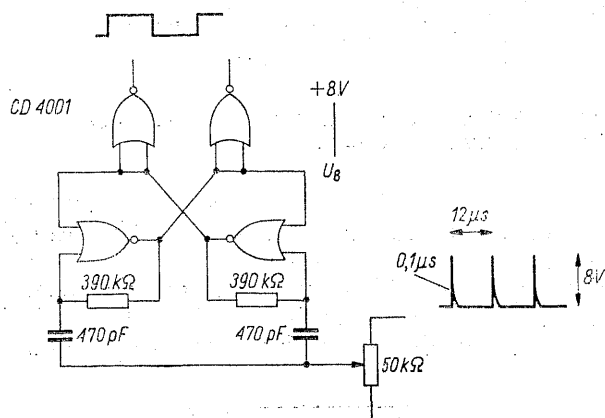 CD 4001
+8V
U_B
12µs
0,1µs
8V
390 kΩ
390 kΩ
470 pF
470 pF
50kΩ